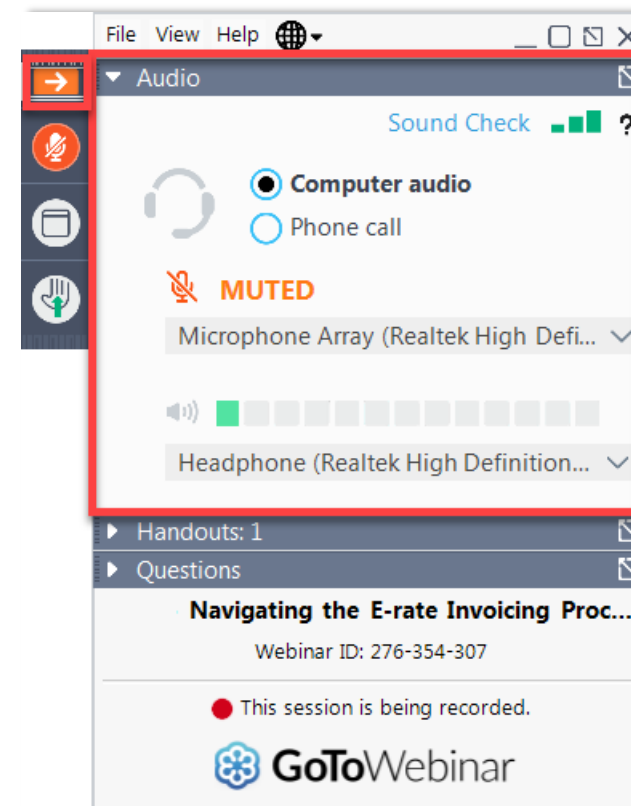 File View Help
Audio
Sound Check ?
Computer audio
Phone call
MUTED
Microphone Array (Realtek High Defi...
Headphone (Realtek High Definition...
Handouts: 1
Questions
Navigating the E-rate Invoicing Proc...
Webinar ID: 276-354-307
This session is being recorded.
GoToWebinar